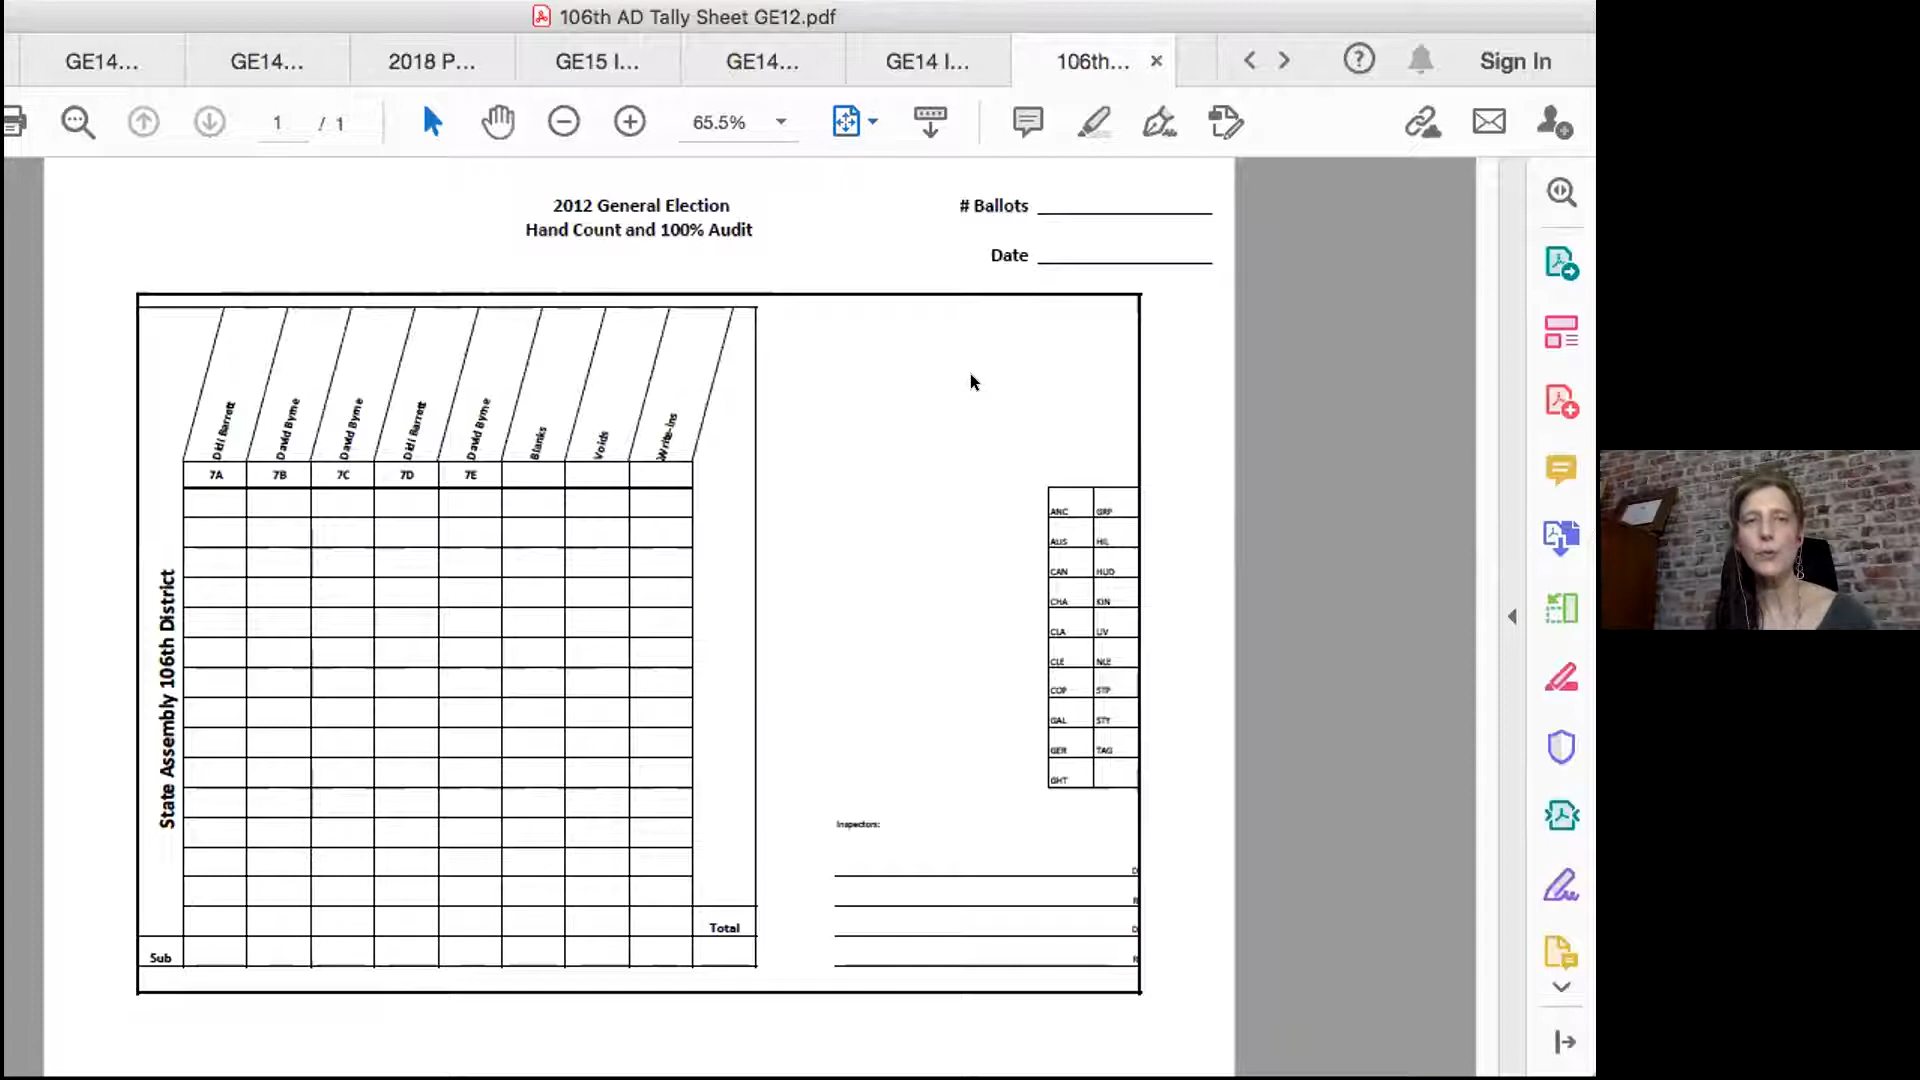 106th AD Tally Sheet GE12.pdf
GE14... GE14... 2018 P... GE15 I... GE14... GE14 I... 106th... × Sign In
1 / 1 65.5%
2012 General Election
Hand Count and 100% Audit
# Ballots
Date
Didi Barrett David Byrne David Byrne Didi Barrett David Byrne Blanks Voids Write-ins
7A 7B 7C 7D 7E
State Assembly 106th District
ANC GRP
AUS HIL
CAN HUD
CHA KIN
CLA LIV
CLE NLE
COP STP
GAL STY
GER TAG
GHT
Inspectors:
D
R
D
R
Total
Sub